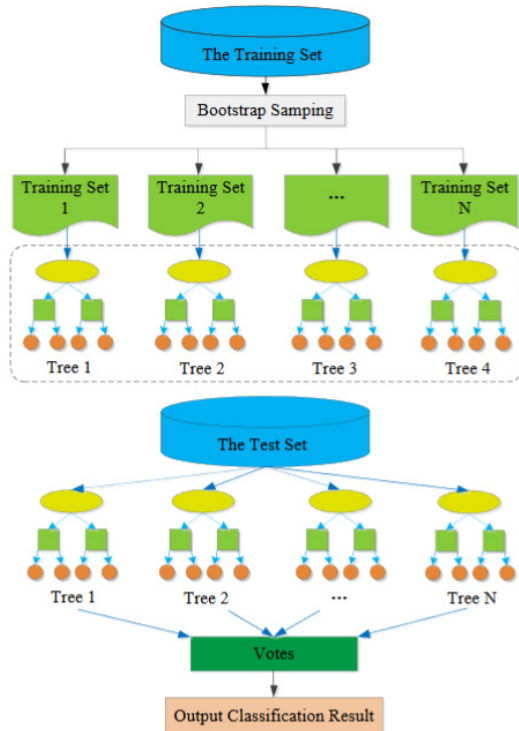 The Training Set
Bootstrap Samping
Training Set
1
Training Set
2
...
Training Set
N
Tree 1
Tree 2
Tree 3
Tree 4
The Test Set
Tree 1
Tree 2
...
Tree N
Votes
Output Classification Result